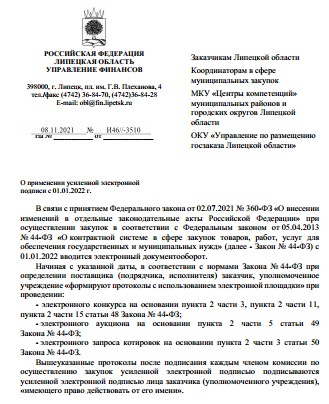 РОССИЙСКАЯ ФЕДЕРАЦИЯ
ЛИПЕЦКАЯ ОБЛАСТЬ
УПРАВЛЕНИЕ ФИНАНСОВ
398000, г. Липецк, пл. им. Г.В. Плеханова, 4
тел./факс (4742) 36-84-70, (4742)36-84-28
E-mail: obl@fin.lipetsk.ru
08.11.2021 № И46//-3510
на № от
Заказчикам Липецкой области
Координаторам в сфере
муниципальных закупок
МКУ «Центры компетенций»
муниципальных районов и
городских округов Липецкой
области
ОКУ «Управление по размещению
госзаказа Липецкой области»
О применении усиленной электронной
подписи с 01.01.2022 г.
В связи с принятием Федерального закона от 02.07.2021 № 360-ФЗ «О внесении
изменений в отдельные законодательные акты Российской Федерации» при
осуществлении закупок в соответствии с Федеральным законом от 05.04.2013
№ 44-ФЗ «О контрактной системе в сфере закупок товаров, работ, услуг для
обеспечения государственных и муниципальных нужд» (далее - Закон № 44-ФЗ) с
01.01.2022 вводится электронный документооборот.
Начиная с указанной даты, в соответствии с нормами Закона № 44-ФЗ при
определении поставщика (подрядчика, исполнителя) заказчик, уполномоченное
учреждение «формируют протоколы с использованием электронной площадки» при
проведении:
- электронного конкурса на основании пункта 2 части 3, пункта 2 части 11,
пункта 2 части 15 статьи 48 Закона № 44-ФЗ;
- электронного аукциона на основании пункта 2 части 5 статьи 49
Закона № 44-ФЗ;
- электронного запроса котировок на основании пункта 2 части 3 статьи 50
Закона № 44-ФЗ.
Вышеуказанные протоколы после подписания каждым членом комиссии по
осуществлению закупок усиленной электронной подписью подписываются
усиленной электронной подписью лица заказчика (уполномоченного учреждения),
«имеющего право действовать от его имени».